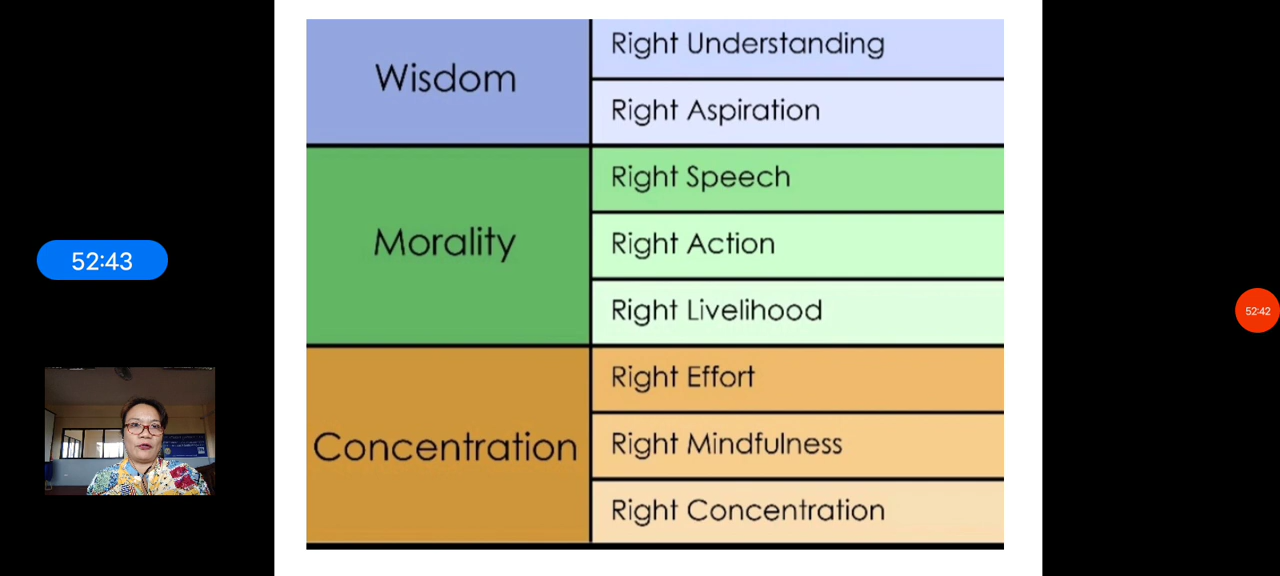 Wisdom
Right Understanding
Right Aspiration
Morality
Right Speech
Right Action
Right Livelihood
Concentration
Right Effort
Right Mindfulness
Right Concentration
52:43
52:42